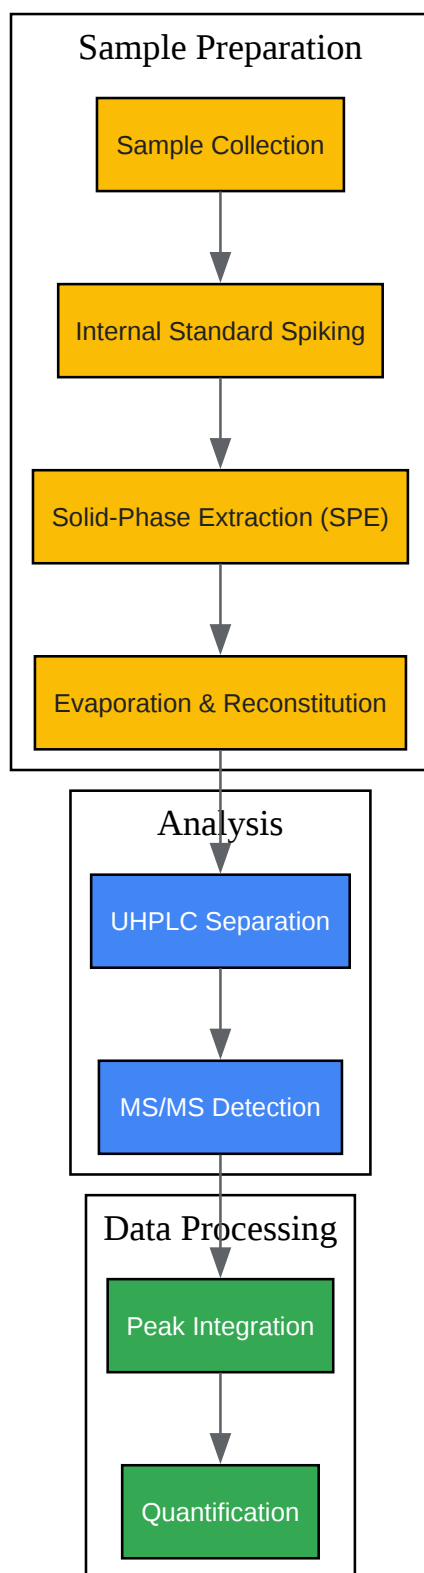 Sample Preparation
Sample Collection
Internal Standard Spiking
Solid-Phase Extraction (SPE)
Evaporation & Reconstitution
Analysis
UHPLC Separation
MS/MS Detection
Data Processing
Peak Integration
Quantification